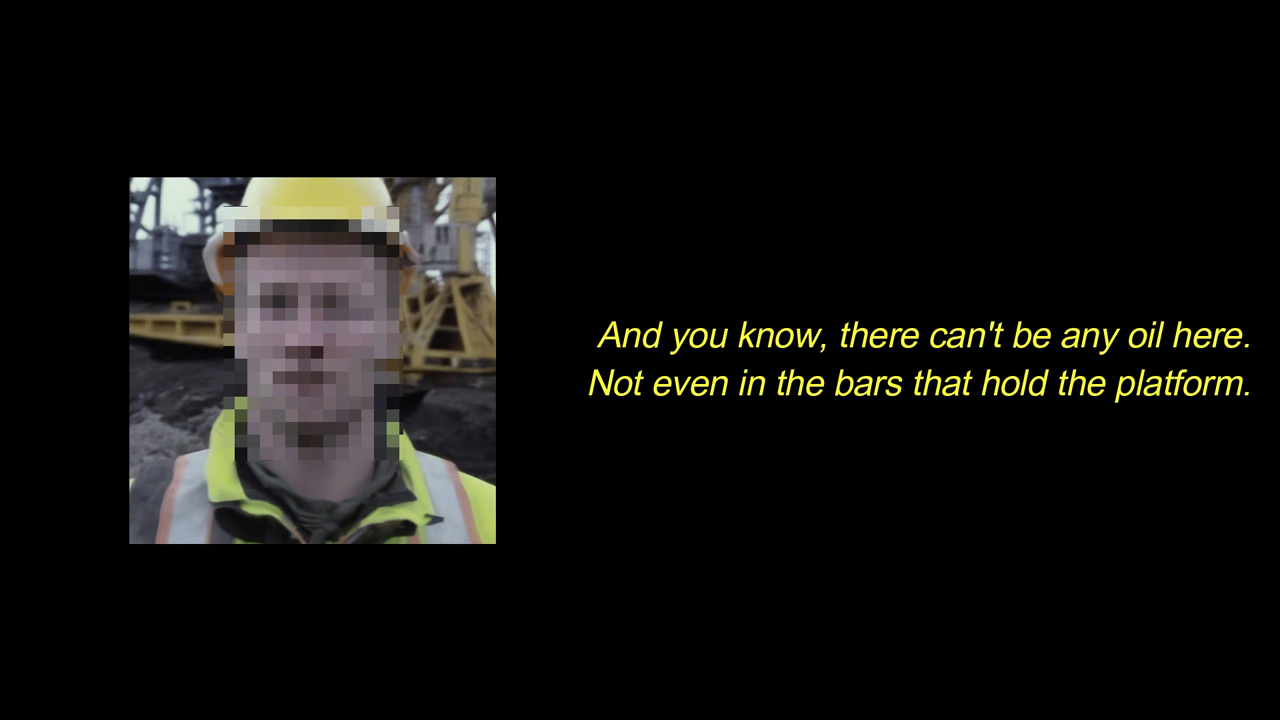 And you know, there can't be any oil here.
Not even in the bars that hold the platform.